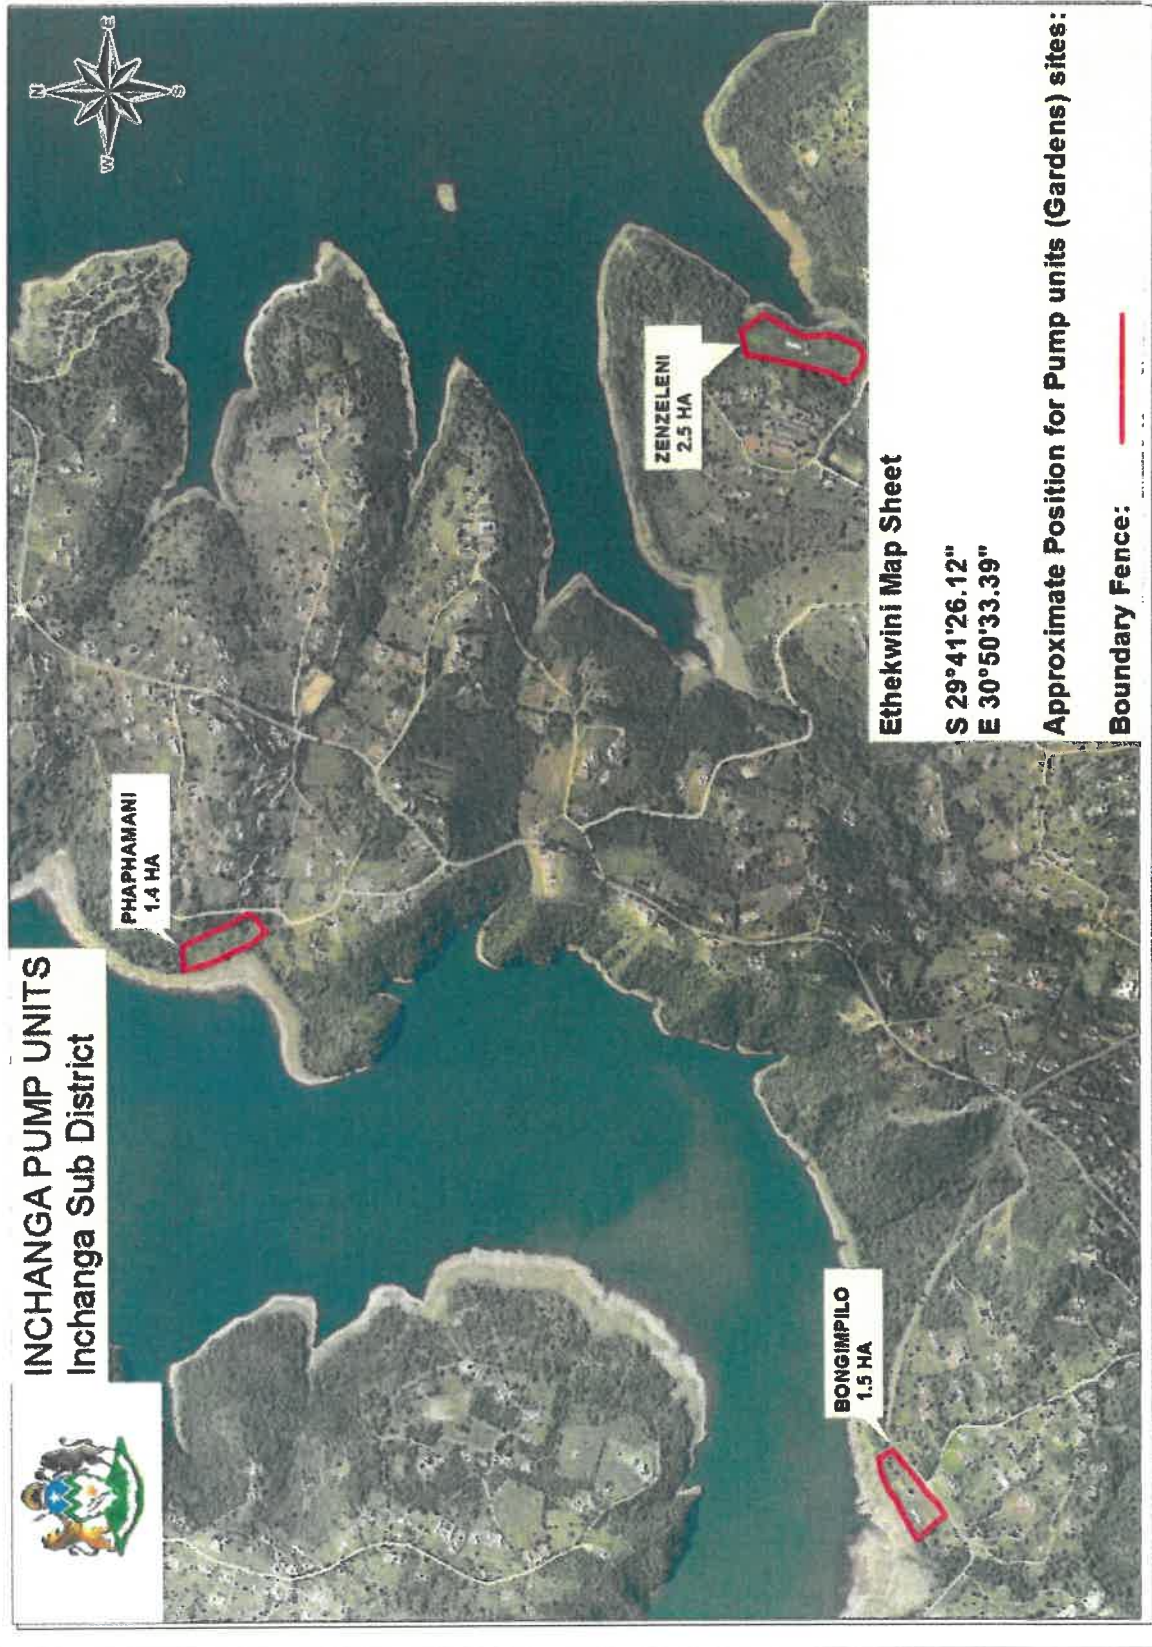 INCHANGA PUMP UNITS
Inchanga Sub District
N
E
S
W
PHAPHAMANI
1.4 HA
ZENZELENI
2.5 HA
BONGIMPILO
1.5 HA
Ethekwini Map Sheet
S 29°41'26.12"
E 30°50'33.39"
Approximate Position for Pump units (Gardens) sites:
Boundary Fence: